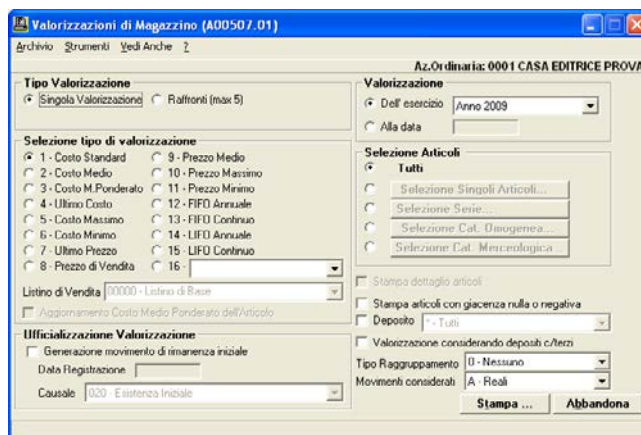 Valorizzazioni di Magazzino (A00507.01)
Archivio Strumenti Vedi Anche ?
Az.Ordinaria: 0001 CASA EDITRICE PROVA
Tipo Valorizzazione
Singola Valorizzazione Raffronti (max 5)
Selezione tipo di valorizzazione
1 - Costo Standard 9 - Prezzo Medio
2 - Costo Medio 10 - Prezzo Massimo
3 - Costo M.Ponderato 11 - Prezzo Minimo
4 - Ultimo Costo 12 - FIFO Annuale
5 - Costo Massimo 13 - FIFO Continuo
6 - Costo Minimo 14 - LIFO Annuale
7 - Ultimo Prezzo 15 - LIFO Continuo
8 - Prezzo di Vendita 16 -
Listino di Vendita 00000 - Listino di Base
Aggiornamento Costo Medio Ponderato dell'Articolo
Ufficializzazione Valorizzazione
Generazione movimento di rimanenza iniziale
Data Registrazione
Causale 020 - Esistenza Iniziale
Valorizzazione
Dell' esercizio Anno 2009
Alla data
Selezione Articoli
Tutti
Selezione Singoli Articoli...
Selezione Serie...
Selezione Cat. Omogenea...
Selezione Cat. Merceologica...
Stampa dettaglio articoli
Stampa articoli con giacenza nulla o negativa
Deposito * - Tutti
Valorizzazione considerando depositi c/terzi
Tipo Raggruppamento 0 - Nessuno
Movimenti considerati A - Reali
Stampa ... Abbandona